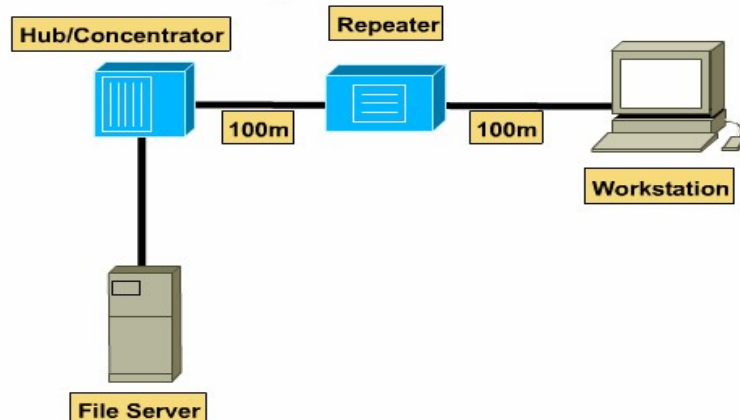 Repeater
Hub/Concentrator
100m
100m
Workstation
File Server